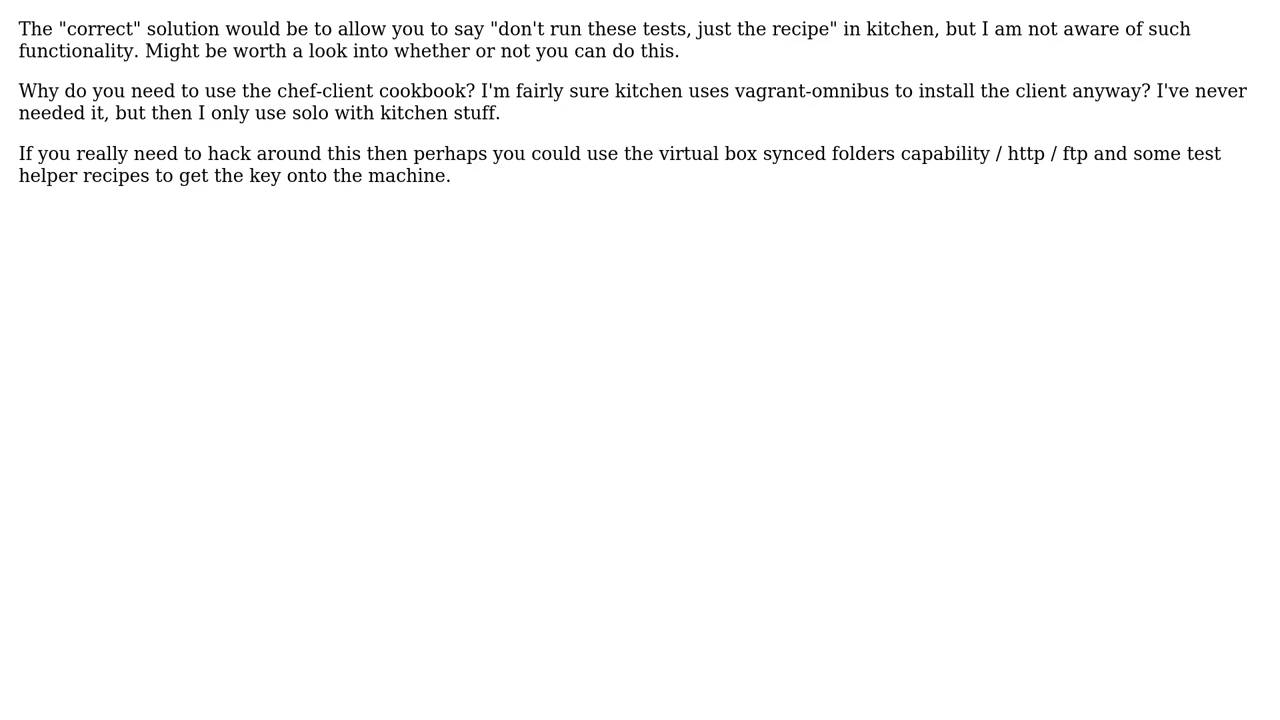 The "correct" solution would be to allow you to say "don't run these tests, just the recipe" in kitchen, but I am not aware of such
functionality. Might be worth a look into whether or not you can do this.
Why do you need to use the chef-client cookbook? I'm fairly sure kitchen uses vagrant-omnibus to install the client anyway? I've never
needed it, but then I only use solo with kitchen stuff.
If you really need to hack around this then perhaps you could use the virtual box synced folders capability / http / ftp and some test
helper recipes to get the key onto the machine.